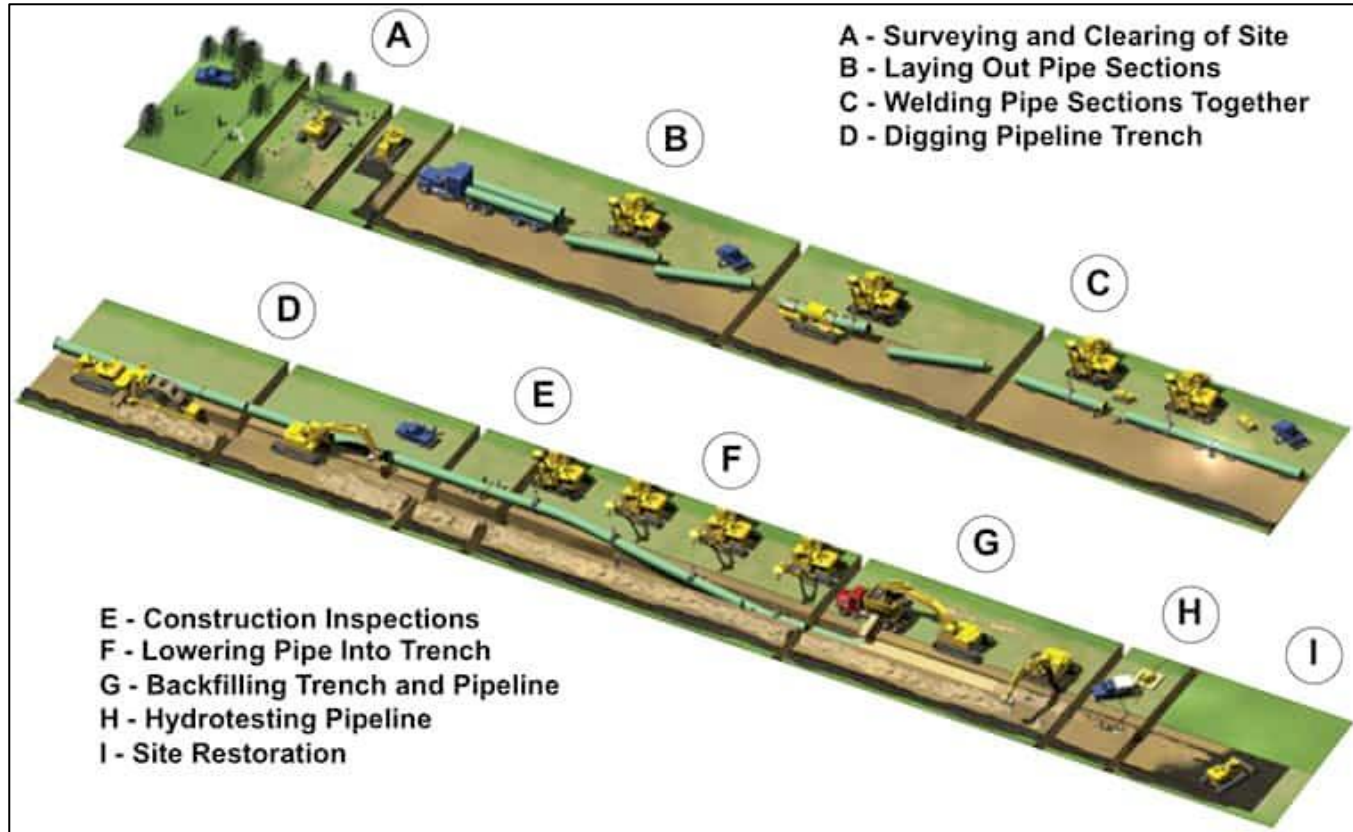 A
A - Surveying and Clearing of Site
B - Laying Out Pipe Sections
C - Welding Pipe Sections Together
D - Digging Pipeline Trench
B
C
D
E
F
G
H
I
E - Construction Inspections
F - Lowering Pipe Into Trench
G - Backfilling Trench and Pipeline
H - Hydrotesting Pipeline
I - Site Restoration